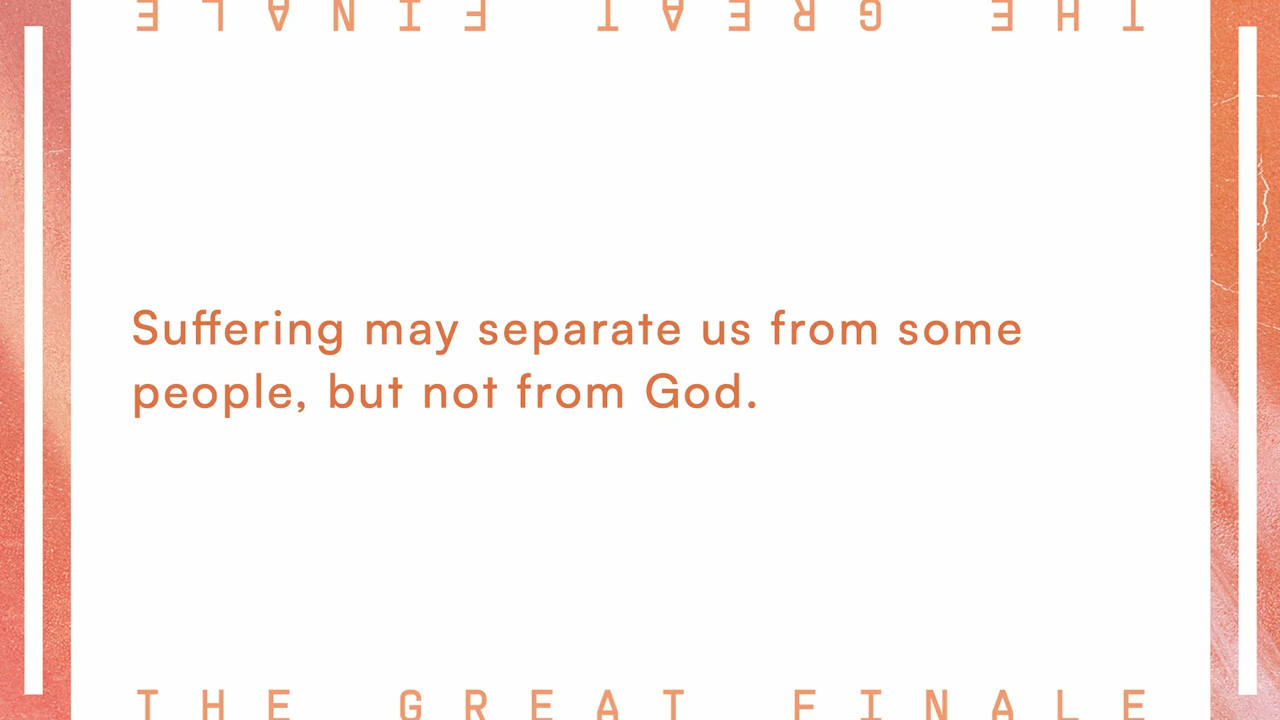 THE GREAT FINALE
Suffering may separate us from some
people, but not from God.
THE GREAT FINALE